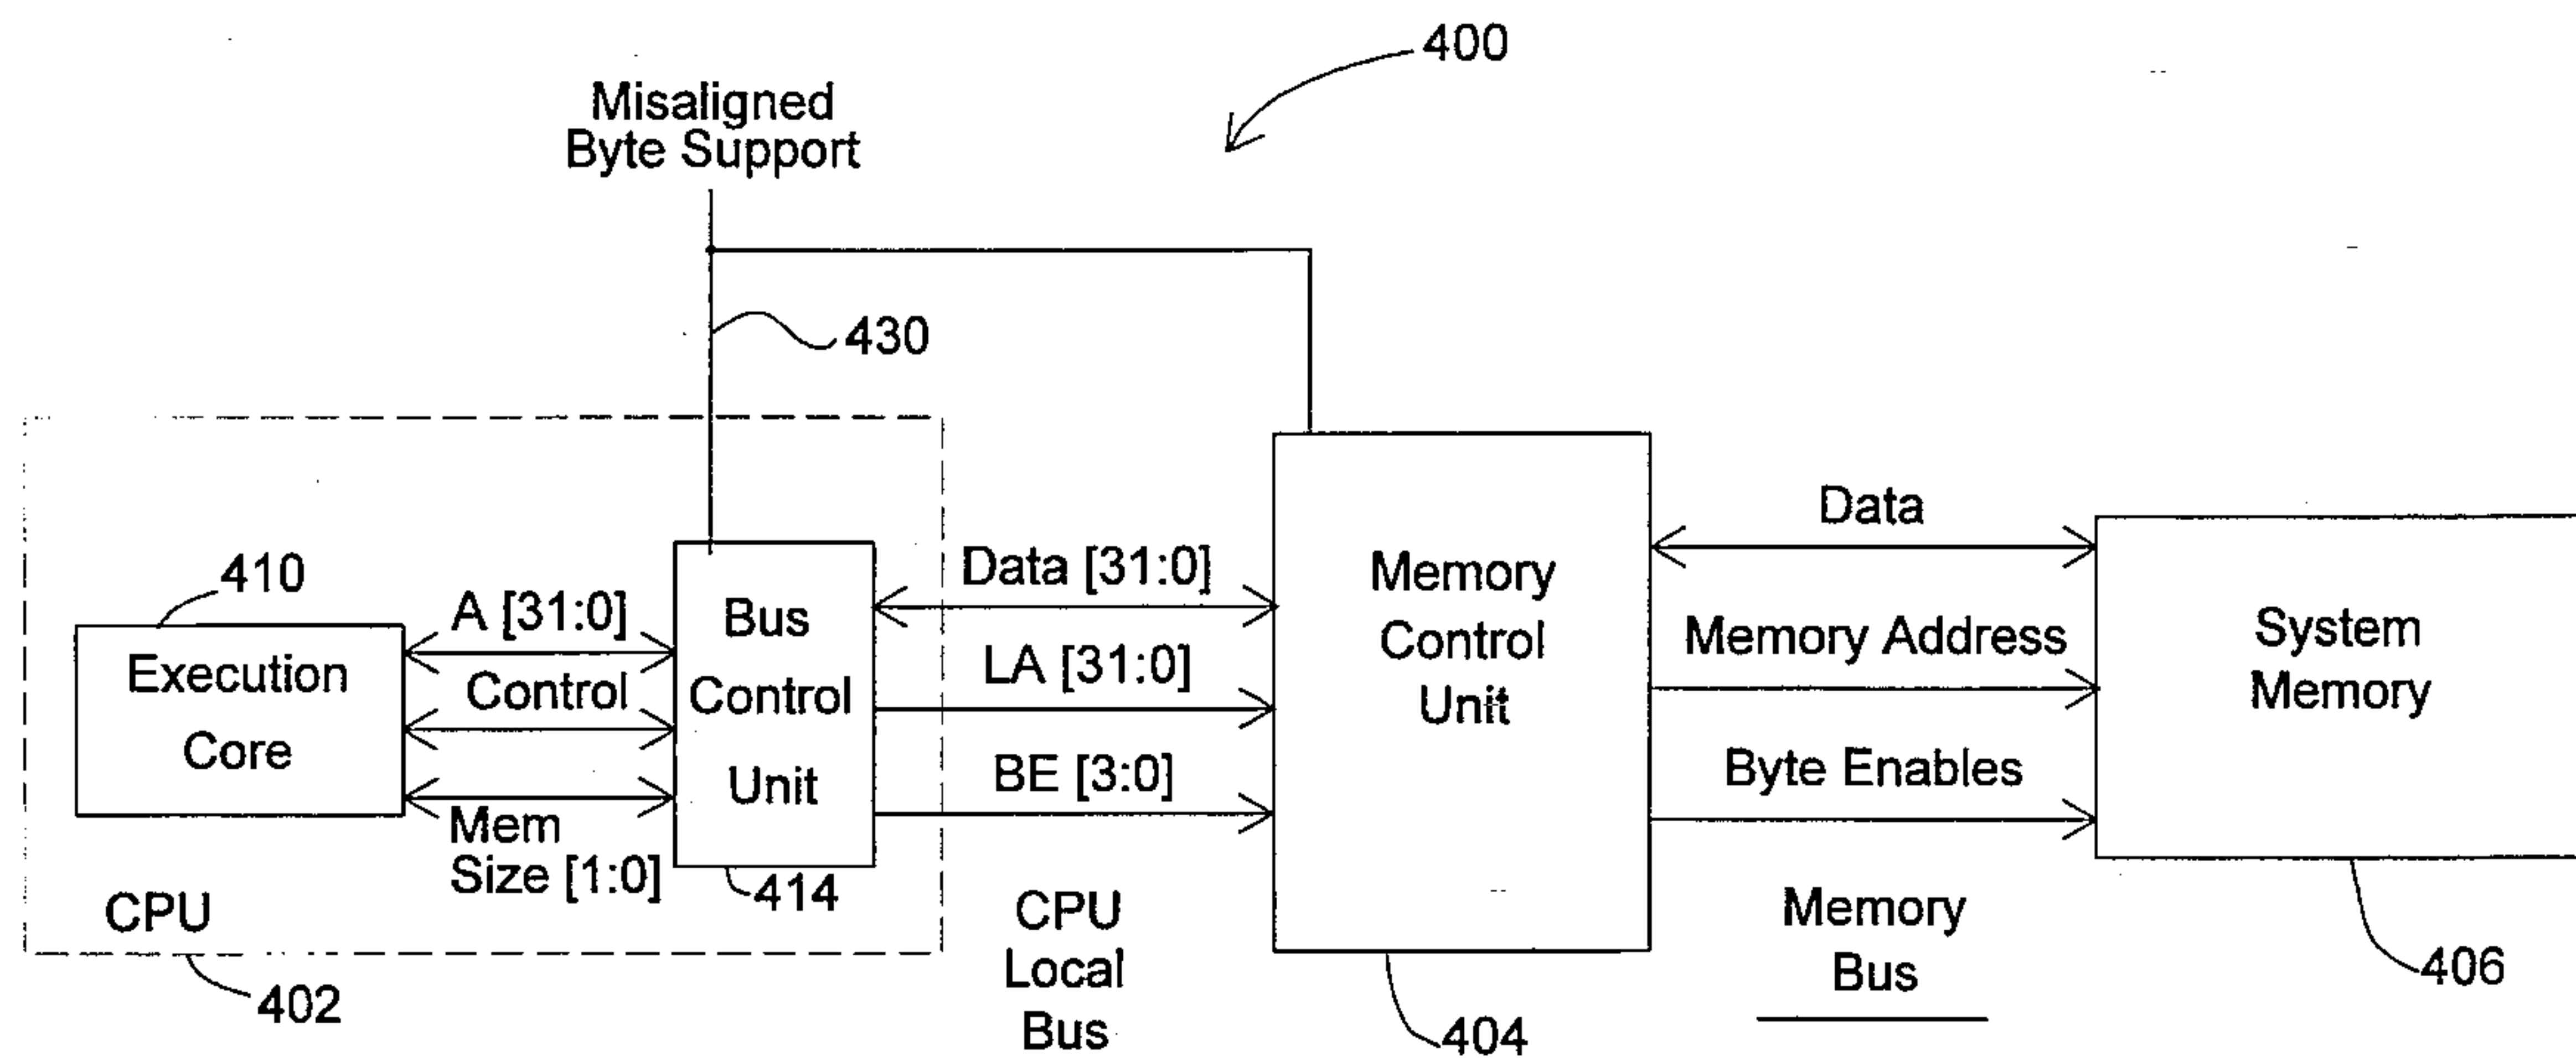 400
Misaligned
Byte Support
430
410
A [31:0]
Control
Mem
Size [1:0]
Execution
Core
Bus
Control
Unit
414
CPU
402
Data [31:0]
LA [31:0]
BE [3:0]
CPU
Local
Bus
Memory
Control
Unit
404
Data
Memory Address
Byte Enables
Memory
Bus
System
Memory
406